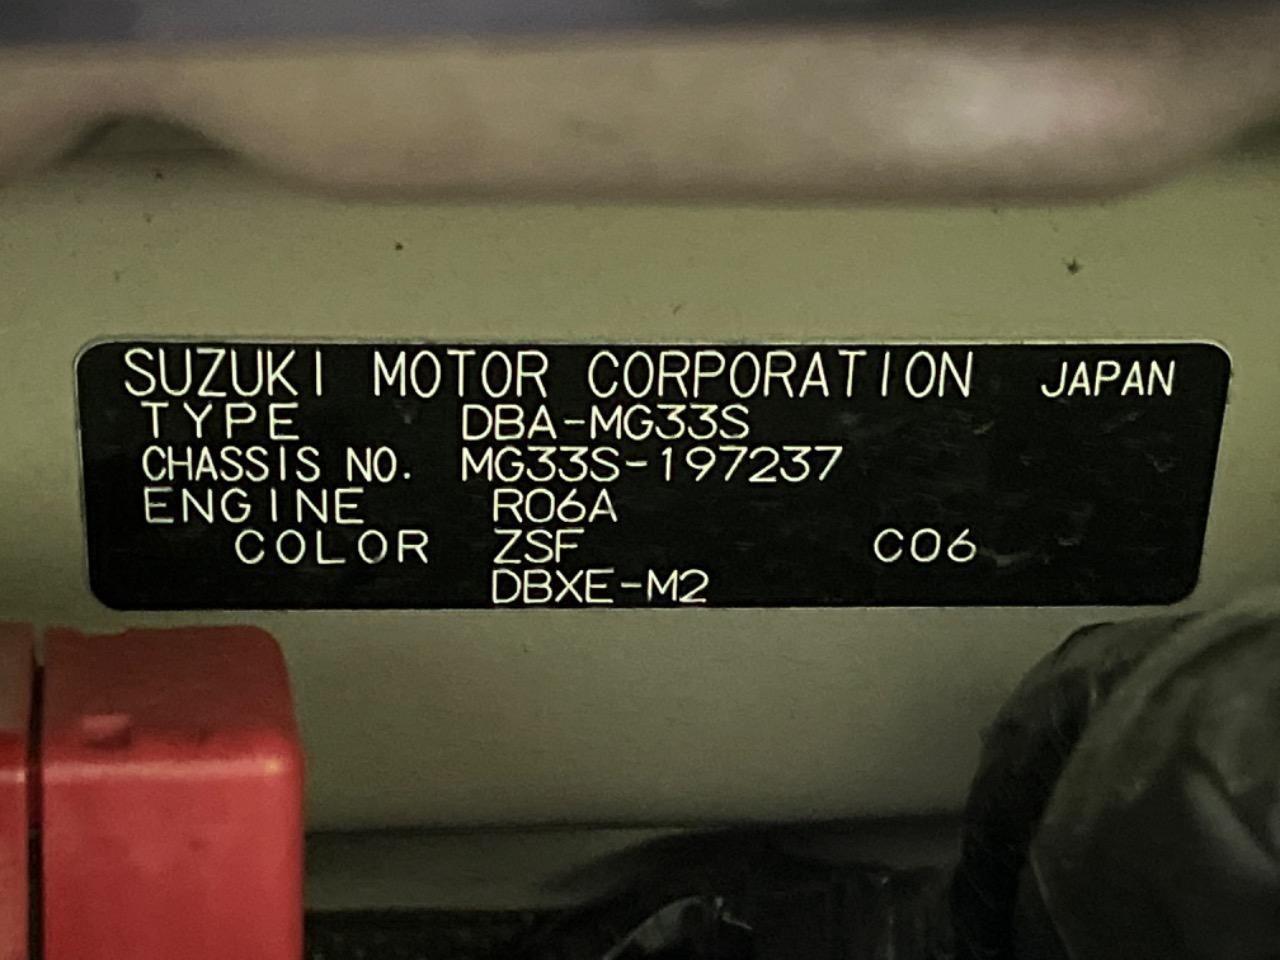 SUZUKI MOTOR CORPORATION JAPAN
TYPE DBA-MG33S
CHASSIS NO. MG33S-197237
ENGINE R06A
COLOR ZSF C06
DBXE-M2